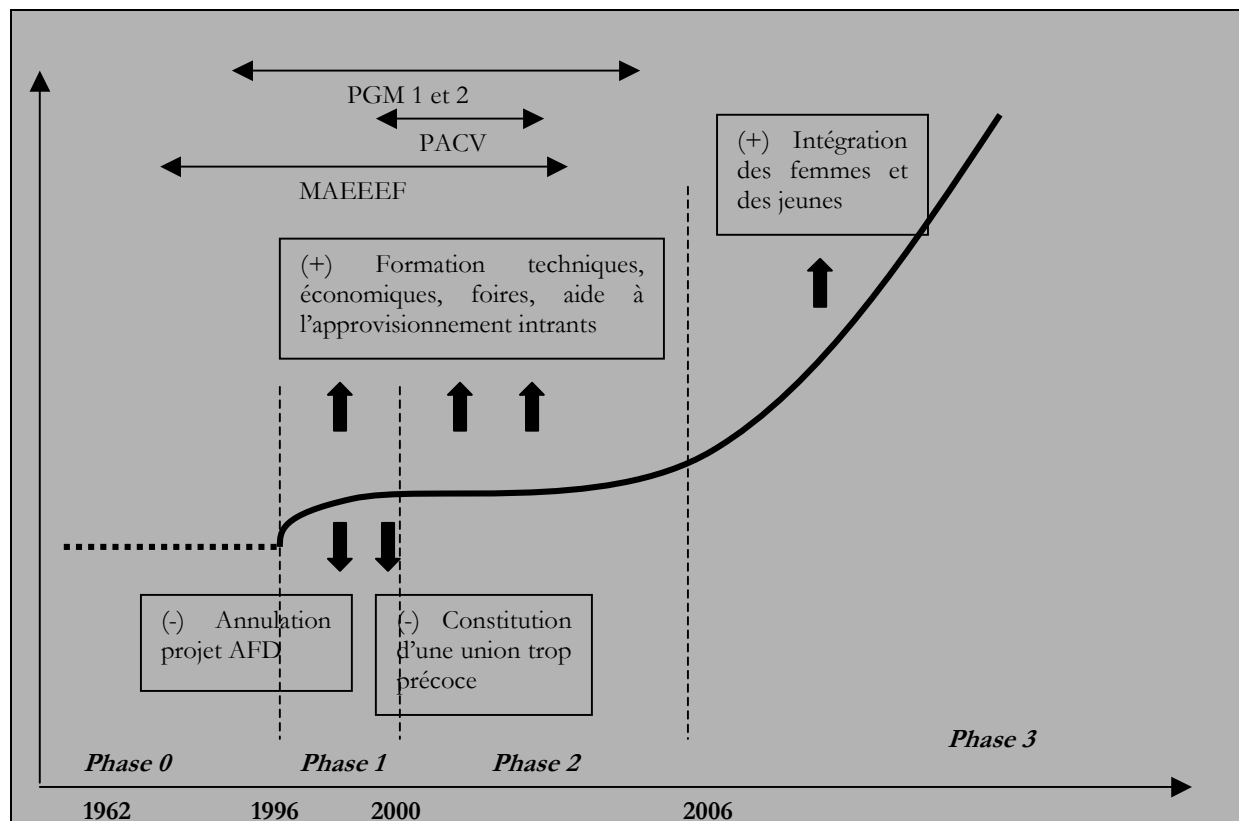 PGM 1 et 2
PACV
MAEEEF
(+) Intégration
des femmes et
des jeunes
(+) Formation techniques,
économiques, foires, aide à
l'approvisionnement intrants
(-) Annulation
projet AFD
(-) Constitution
d'une union trop
précoce
Phase 0 Phase 1 Phase 2 Phase 3
1962 1996 2000 2006